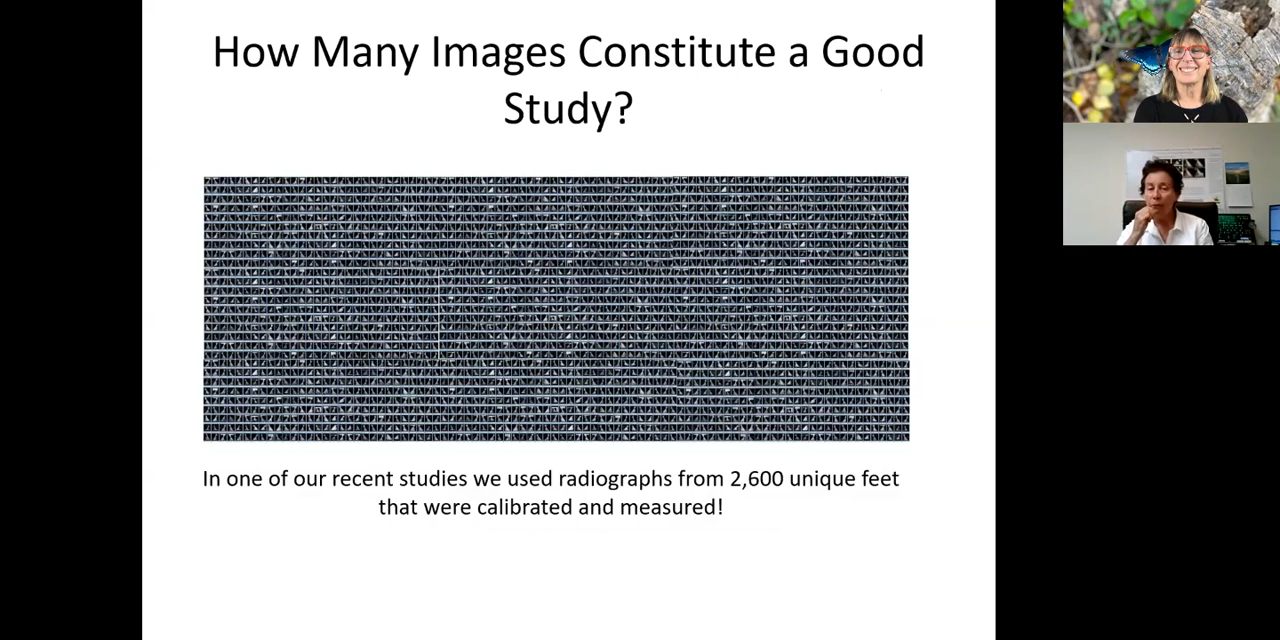 How Many Images Constitute a Good
Study?
In one of our recent studies we used radiographs from 2,600 unique feet
that were calibrated and measured!